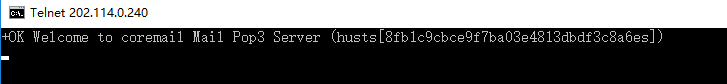 Telnet 202.114.0.240
+OK Welcome to coremail Mail Pop3 Server (husts[8fb1c9cbce9f7ba03e4813dbdf3c8a6es])